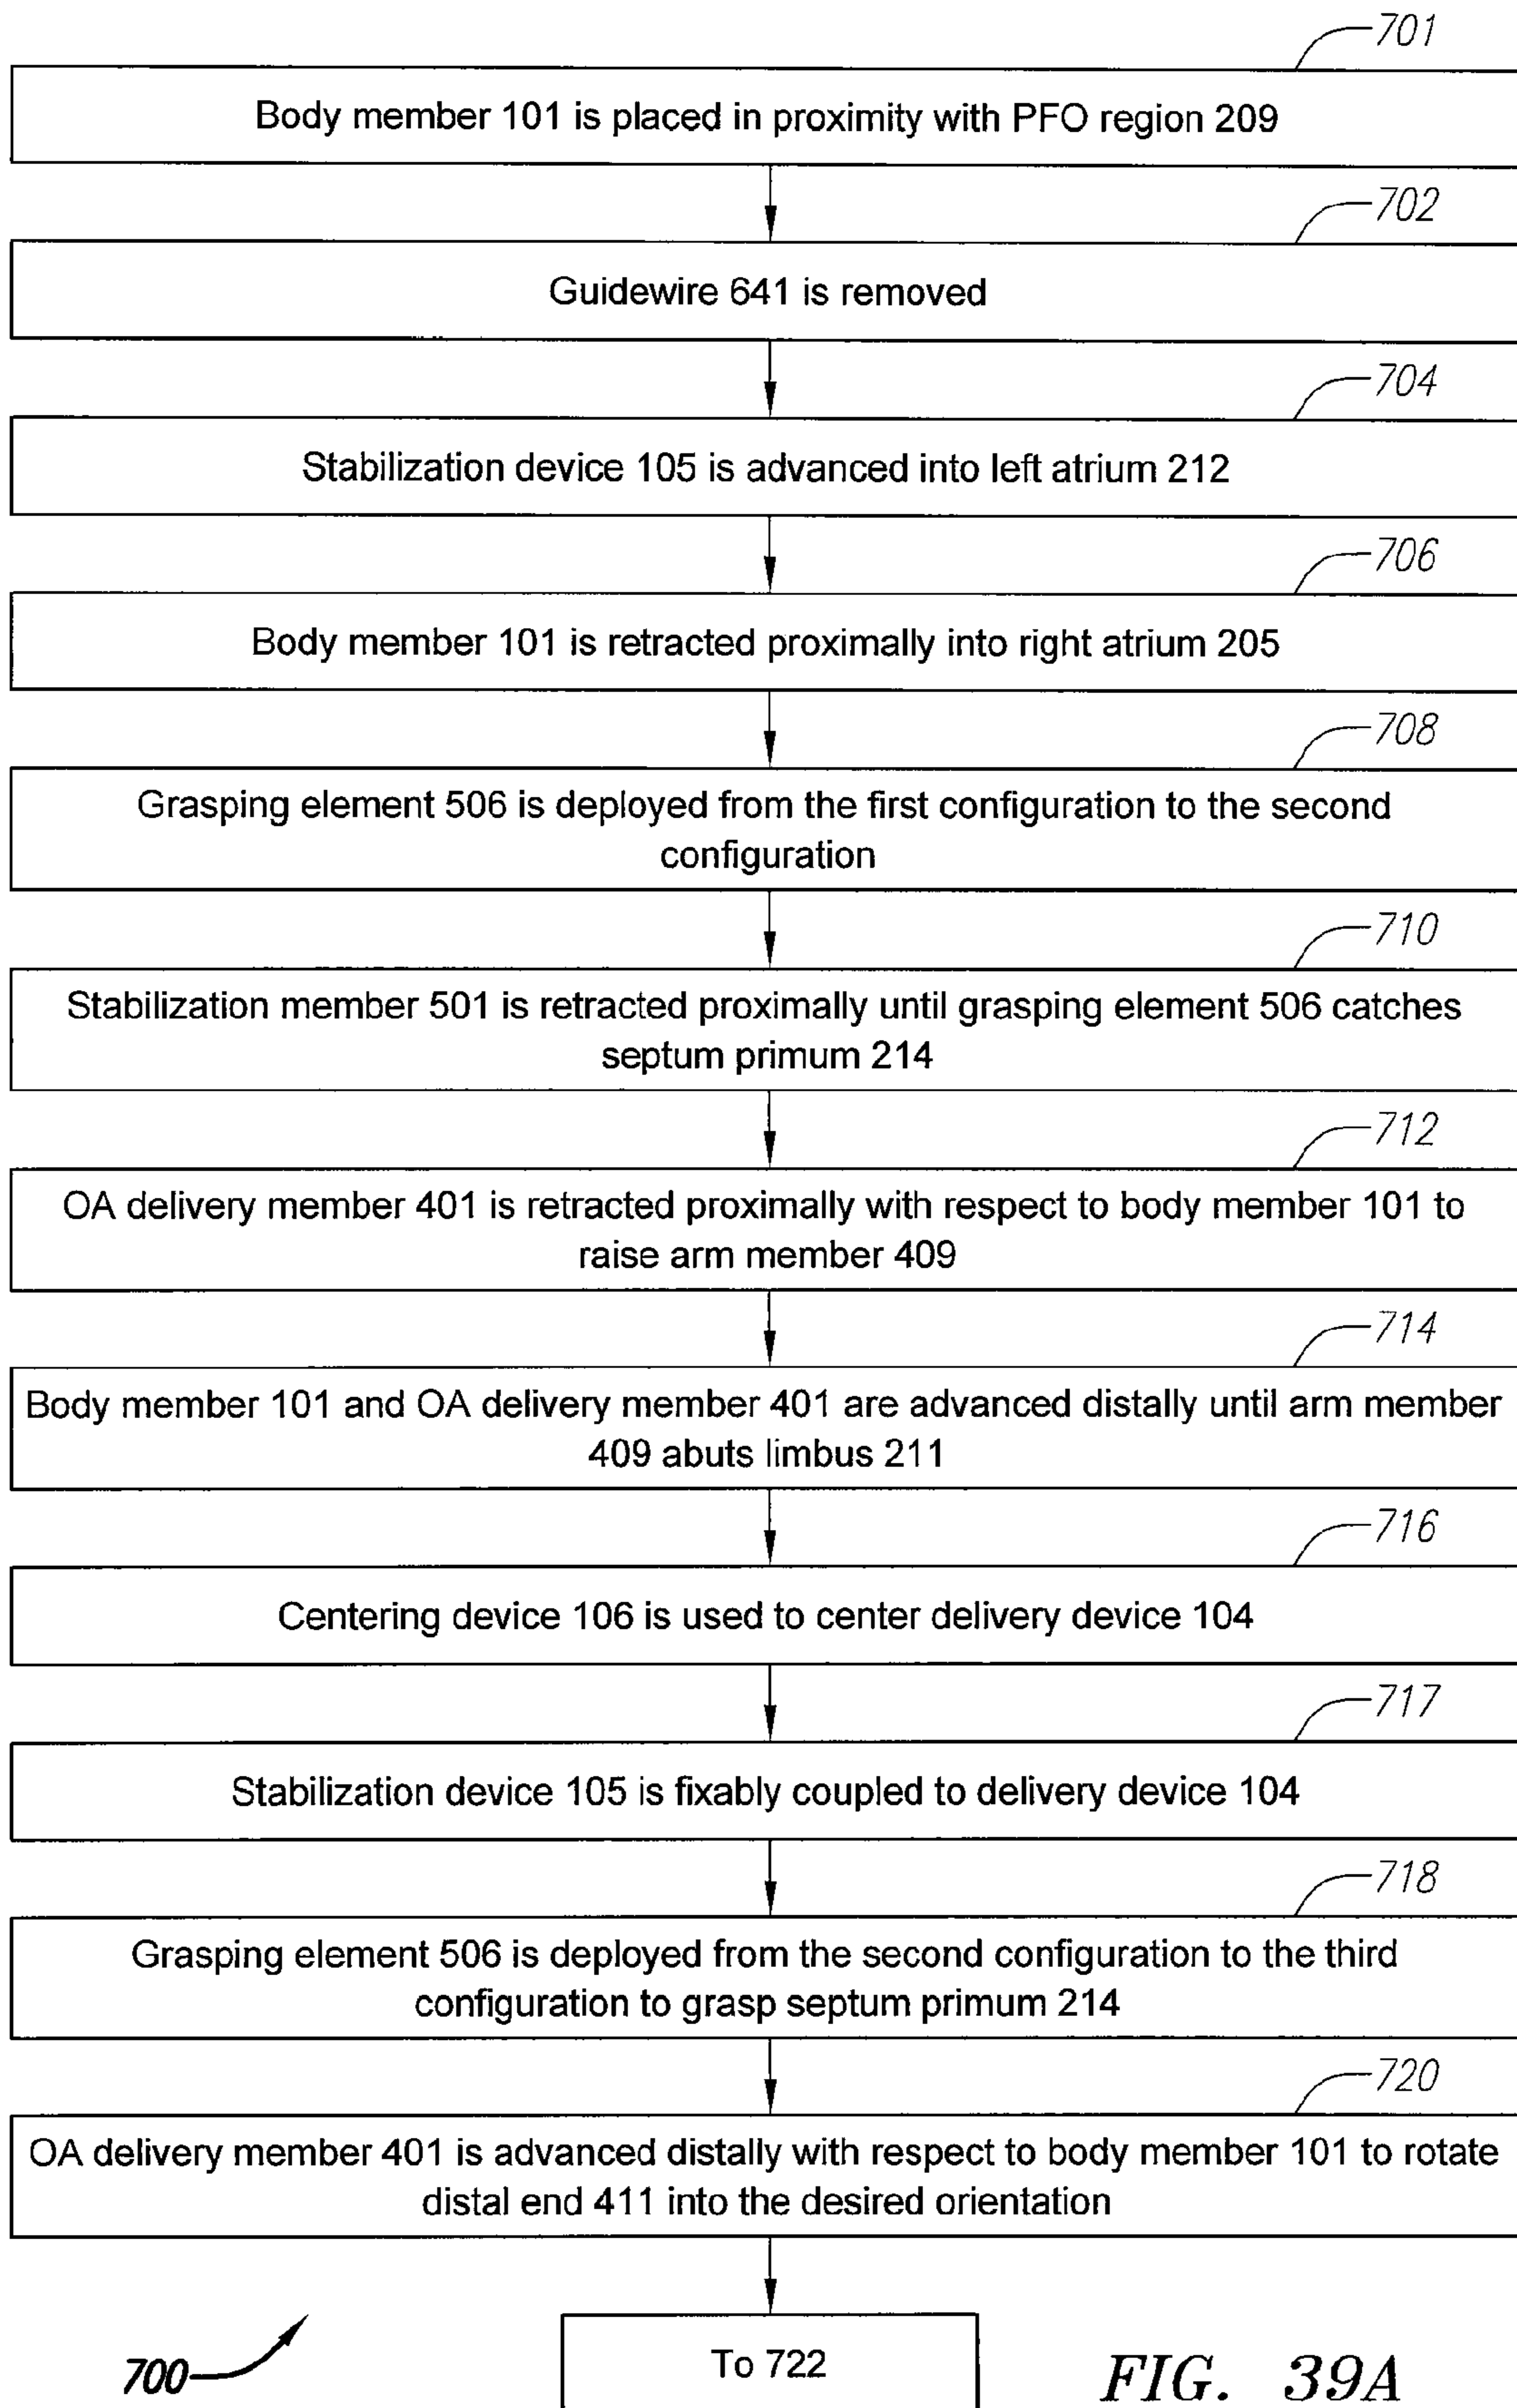 701
Body member 101 is placed in proximity with PFO region 209
702
Guidewire 641 is removed
704
Stabilization device 105 is advanced into left atrium 212
706
Body member 101 is retracted proximally into right atrium 205
708
Grasping element 506 is deployed from the first configuration to the second
configuration
710
Stabilization member 501 is retracted proximally until grasping element 506 catches
septum primum 214
712
OA delivery member 401 is retracted proximally with respect to body member 101 to
raise arm member 409
714
Body member 101 and OA delivery member 401 are advanced distally until arm member
409 abuts limbus 211
716
Centering device 106 is used to center delivery device 104
717
Stabilization device 105 is fixably coupled to delivery device 104
718
Grasping element 506 is deployed from the second configuration to the third
configuration to grasp septum primum 214
720
OA delivery member 401 is advanced distally with respect to body member 101 to rotate
distal end 411 into the desired orientation
To 722
700
FIG. 39A